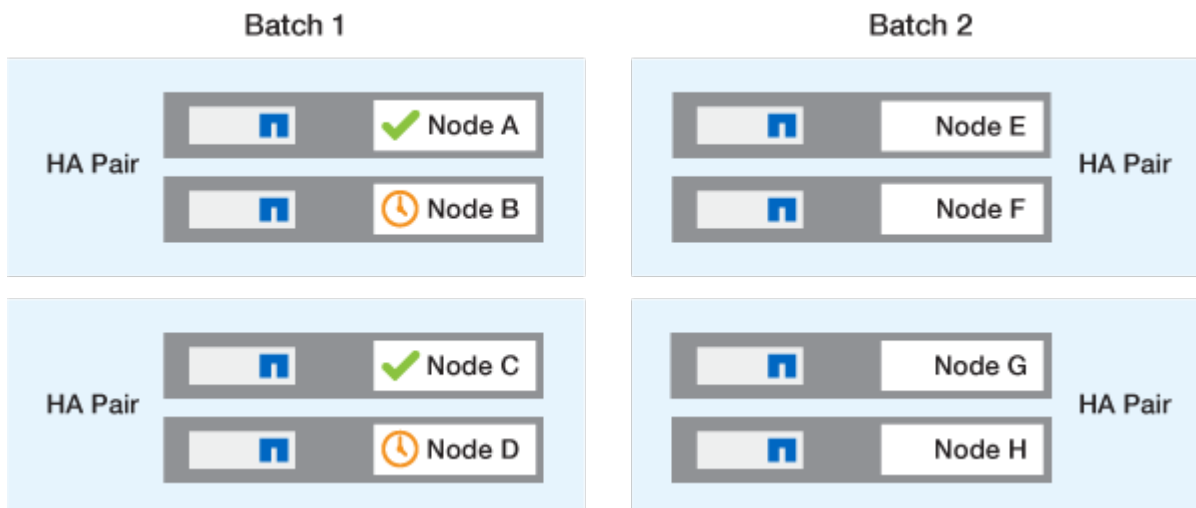 Batch 1
HA Pair
Node A
Node B
HA Pair
Node C
Node D
Batch 2
Node E
Node F
HA Pair
Node G
Node H
HA Pair